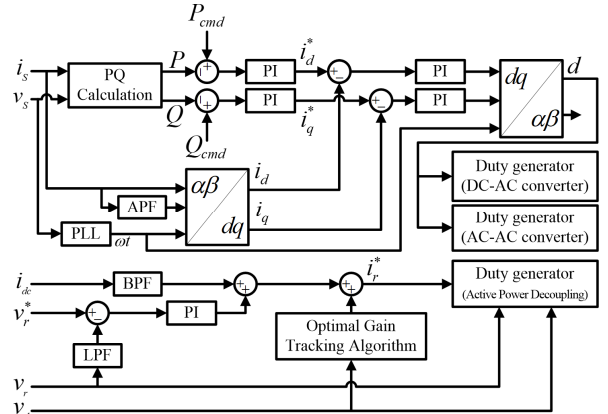 P_cmd
i_s
v_s
PQ
Calculation
P
Q
+
−
+
−
PI
PI
i_d^*
i_q^*
+
−
+
−
PI
PI
dq
αβ
d
Q_cmd
APF
PLL
ωt
αβ
dq
i_d
i_q
Duty generator
(DC-AC converter)
Duty generator
(AC-AC converter)
i_dc
BPF
v_r^*
+
−
PI
+
+
+
+
i_r^*
LPF
Optimal Gain
Tracking Algorithm
Duty generator
(Active Power Decoupling)
v_r